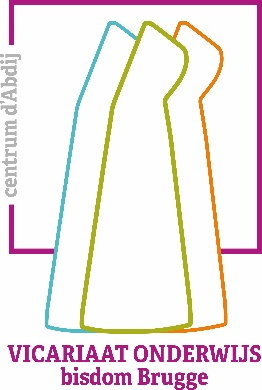 centrum d'Abdij
VICARIAAT ONDERWIJS
bisdom Brugge